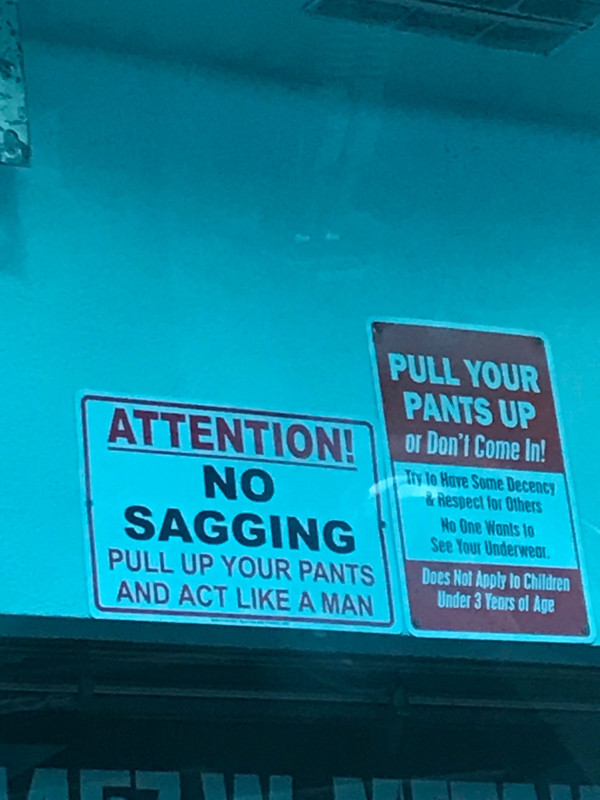 ATTENTION!
NO
SAGGING
PULL UP YOUR PANTS
AND ACT LIKE A MAN
PULL YOUR
PANTS UP
or Don't Come In!
Try to Have Some Decency
& Respect for Others
No One Wants to
See Your Underwear.
Does Not Apply to Children
Under 3 Years of Age